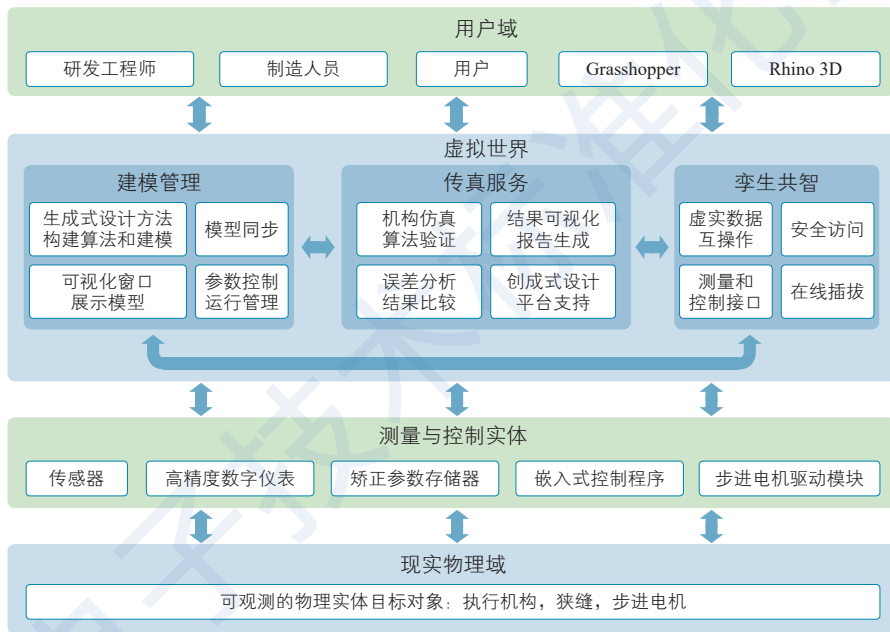 用户域
研发工程师
制造人员
用户
Grasshopper
Rhino 3D
虚拟世界
建模管理
生成式设计方法
构建算法和建模
模型同步
可视化窗口
展示模型
参数控制
运行管理
传真服务
机构仿真
算法验证
结果可视化
报告生成
误差分析
结果比较
创成式设计
平台支持
孪生共智
虚实数据
互操作
安全访问
测量和
控制接口
在线插拔
测量与控制实体
传感器
高精度数字仪表
矫正参数存储器
嵌入式控制程序
步进电机驱动模块
现实物理域
可观测的物理实体目标对象：执行机构，狭缝，步进电机
电子技术标准化